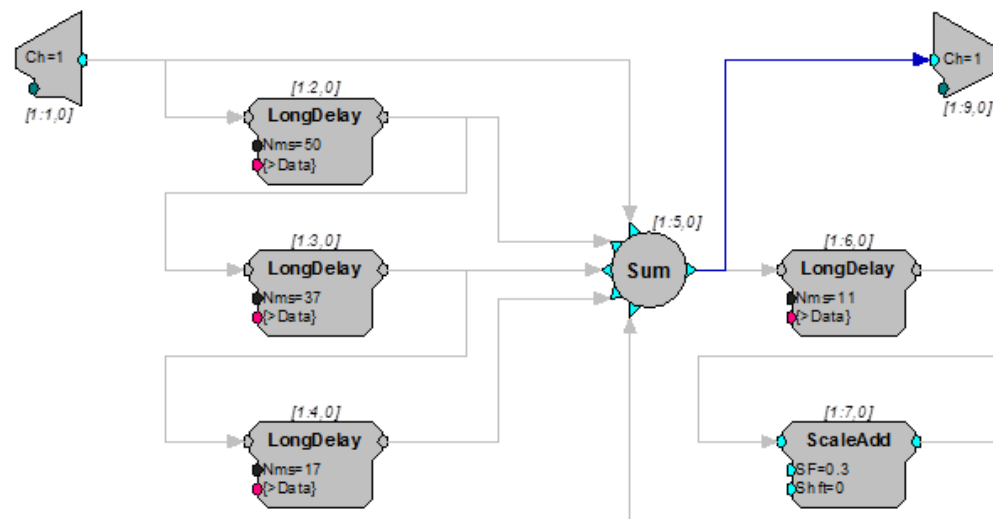 Ch=1
[1:1,0]
[1:2,0]
LongDelay
Nms=50
{>Data}
[1:3,0]
LongDelay
Nms=37
{>Data}
[1:4,0]
LongDelay
Nms=17
{>Data}
[1:5,0]
Sum
[1:6,0]
LongDelay
Nms=11
{>Data}
[1:7,0]
ScaleAdd
SF=0.3
Shft=0
Ch=1
[1:9,0]